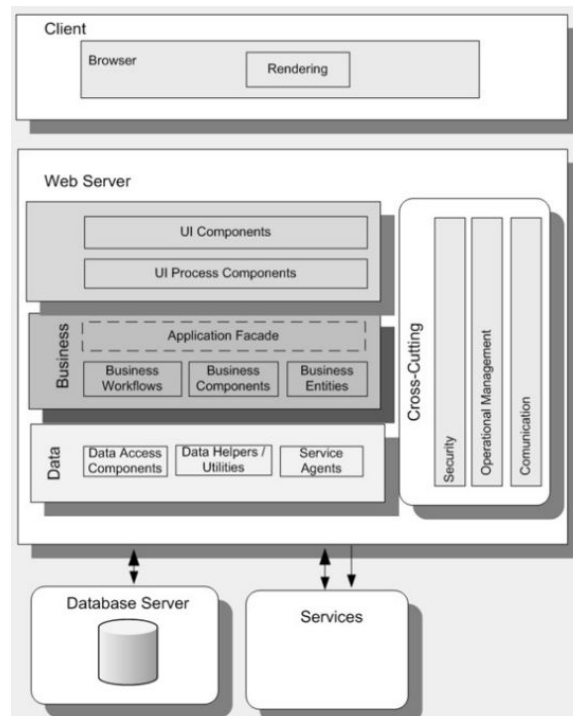 Client
Browser
Rendering
Web Server
UI Components
UI Process Components
Business
Application Facade
Business
Workflows
Business
Components
Business
Entities
Data
Data Access
Components
Data Helpers /
Utilities
Service
Agents
Cross-Cutting
Security
Operational Management
Comunication
Database Server
Services